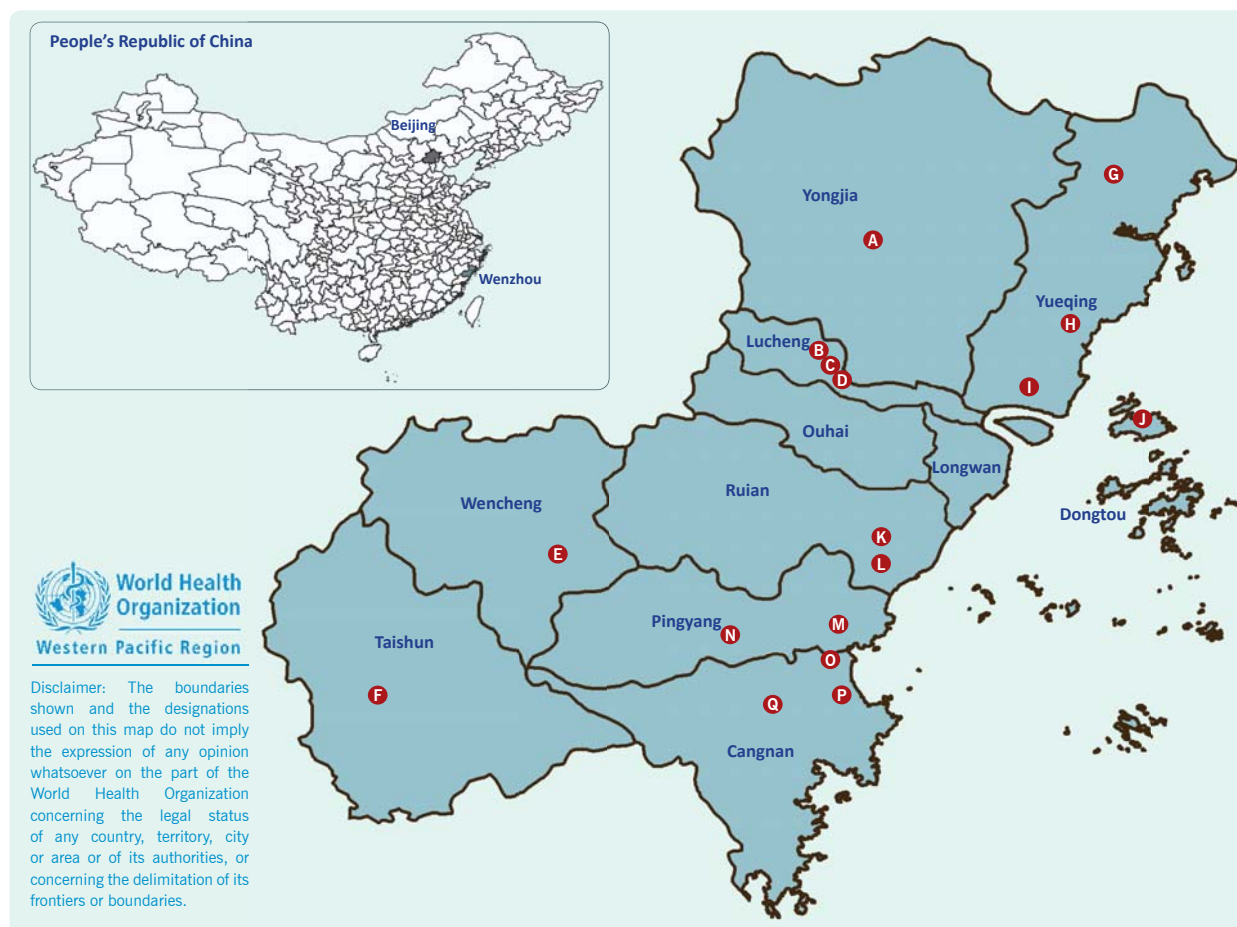 People's Republic of China
Beijing
Wenzhou
Yongjia
A
G
Yueqing
H
Lucheng
B
C
D
I
J
Ouhai
Longwan
Ruian
Wencheng
Dongtou
K
E
L
World Health
Organization
Western Pacific Region
Pingyang
M
N
Taishun
O
F
P
Q
Cangnan
Disclaimer: The boundaries
shown and the designations
used on this map do not imply
the expression of any opinion
whatsoever on the part of the
World Health Organization
concerning the legal status
of any country, territory, city
or area or of its authorities, or
concerning the delimitation of its
frontiers or boundaries.